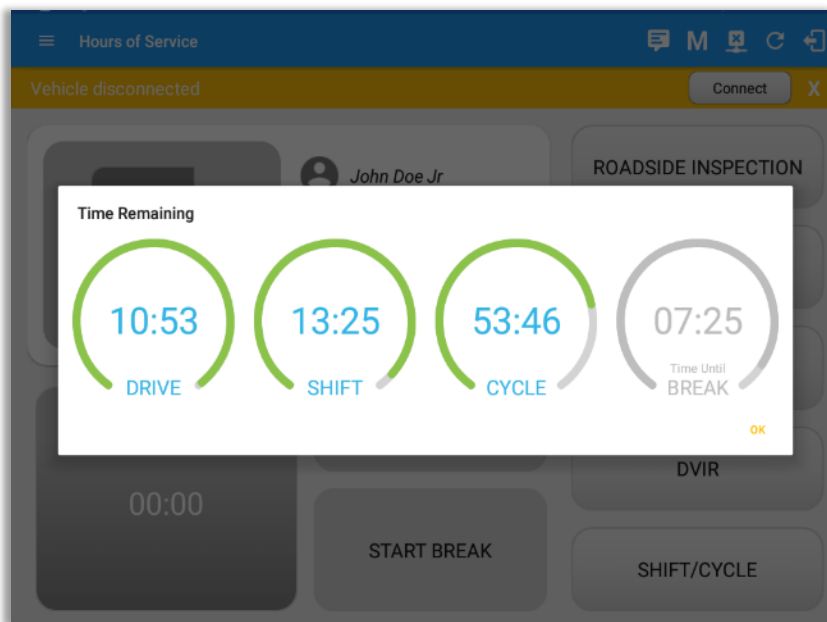 Hours of Service
M
Vehicle disconnected
Connect
X
John Doe Jr
ROADSIDE INSPECTION
Time Remaining
10:53
DRIVE
13:25
SHIFT
53:46
CYCLE
07:25
Time Until
BREAK
OK
DVIR
00:00
START BREAK
SHIFT/CYCLE